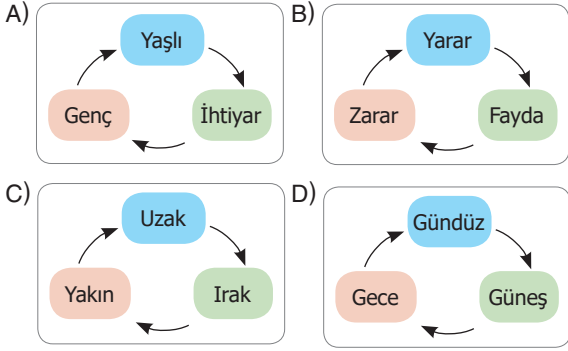 A)
Yaşlı
Genç
İhtiyar
B)
Yarar
Zarar
Fayda
C)
Uzak
Yakın
Irak
D)
Gündüz
Gece
Güneş